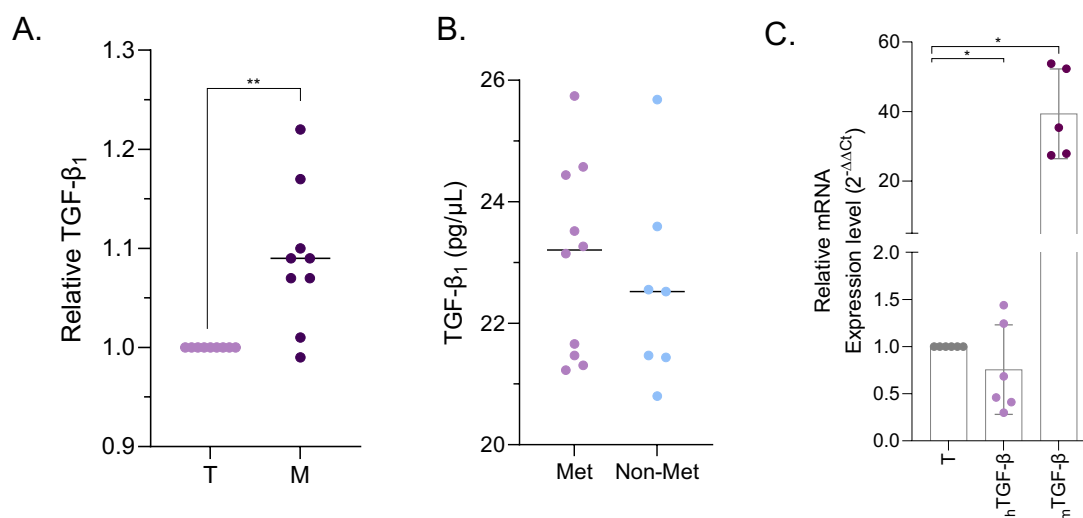 A.
Relative TGF-β₁
1.3
1.2
1.1
1.0
0.9
**
T
M
B.
TGF-β₁ (pg/μL)
26
24
22
20
Met
Non-Met
C.
Relative mRNA
Expression level (2^-ΔΔCt)
60
40
20
2.0
1.5
1.0
0.5
0.0
*
*
T
hTGF-β
mTGF-β